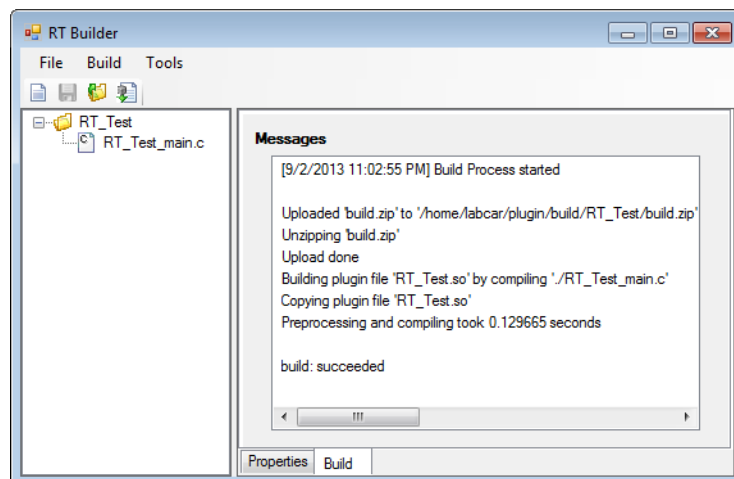 RT Builder
File Build Tools
RT_Test
RT_Test_main.c
Messages
[9/2/2013 11:02:55 PM] Build Process started
Uploaded 'build.zip' to '/home/labcar/plugin/build/RT_Test/build.zip'
Unzipping 'build.zip'
Upload done
Building plugin file 'RT_Test.so' by compiling './RT_Test_main.c'
Copying plugin file 'RT_Test.so'
Preprocessing and compiling took 0.129665 seconds
build: succeeded
Properties Build